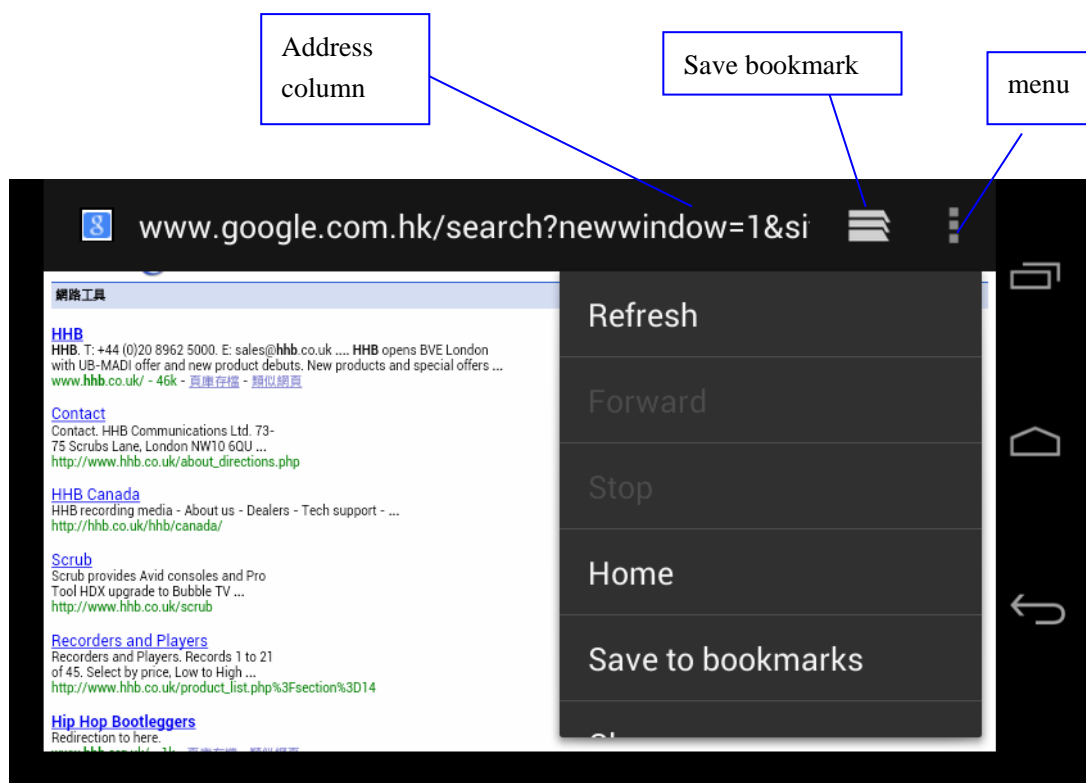 Address
column
Save bookmark
menu
8
www.google.com.hk/search?newwindow=1&si
網路工具
HHB
HHB. T: +44 (0)20 8962 5000. E: sales@hhb.co.uk .... HHB opens BVE London
with UB-MADI offer and new product debuts. New products and special offers ...
www.hhb.co.uk/ - 46k - 頁庫存檔 - 類似網頁
Contact
Contact. HHB Communications Ltd. 73-
75 Scrubs Lane, London NW10 6QU ...
http://www.hhb.co.uk/about_directions.php
HHB Canada
HHB recording media - About us - Dealers - Tech support - ...
http://hhb.co.uk/hhb/canada/
Scrub
Scrub provides Avid consoles and Pro
Tool HDX upgrade to Bubble TV ...
http://www.hhb.co.uk/scrub
Recorders and Players
Recorders and Players. Records 1 to 21
of 45. Select by price, Low to High ...
http://www.hhb.co.uk/product_list.php%3Fsection%3D14
Hip Hop Bootleggers
Redirection to here.
Refresh
Forward
Stop
Home
Save to bookmarks